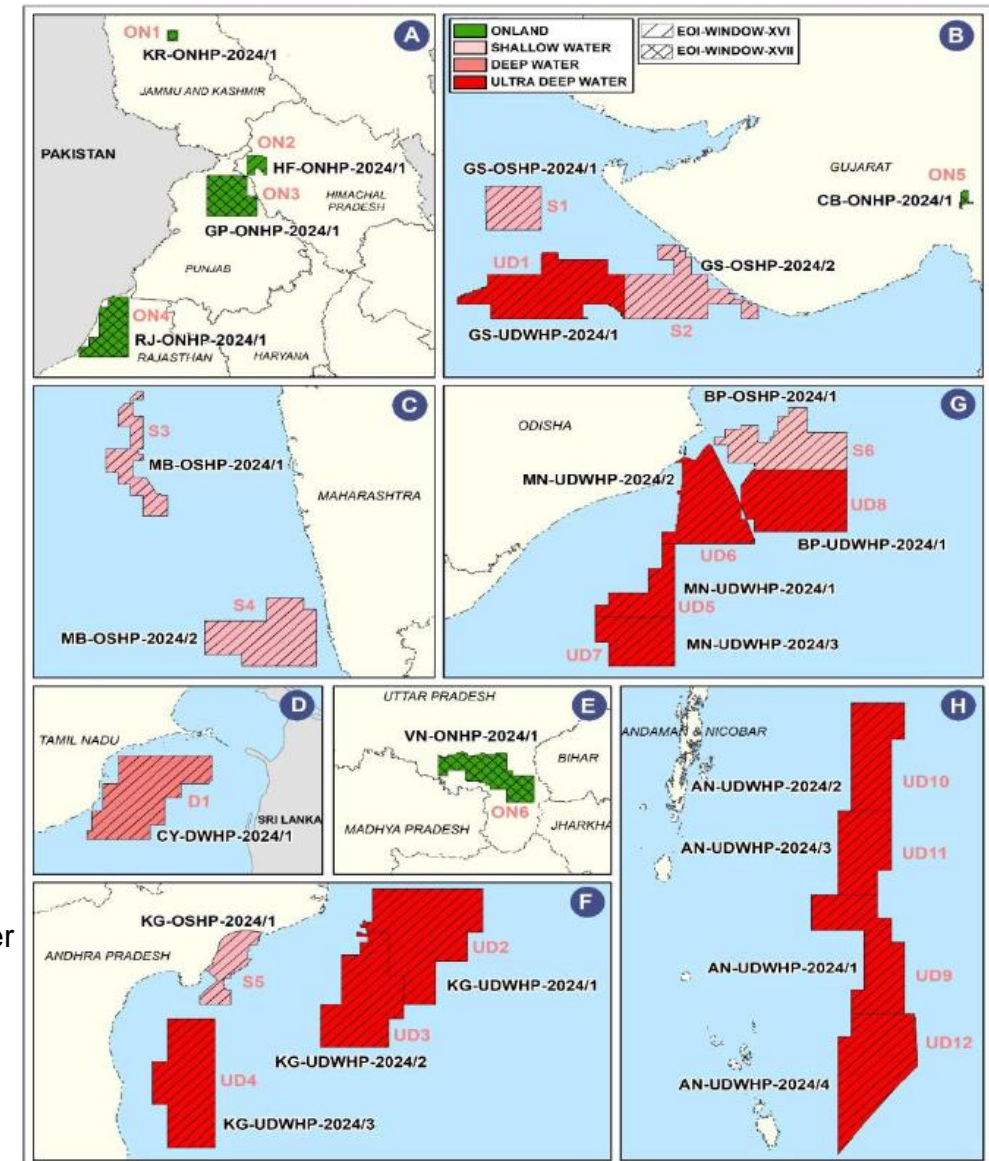 A
ON1
KR-ONHP-2024/1
JAMMU AND KASHMIR
PAKISTAN
ON2
HF-ONHP-2024/1
ON3
HIMACHAL
PRADESH
GP-ONHP-2024/1
PUNJAB
ON4
RJ-ONHP-2024/1
RAJASTHAN
HARYANA
ONLAND
SHALLOW WATER
DEEP WATER
ULTRA DEEP WATER
EOI-WINDOW-XVI
EOI-WINDOW-XVII
B
GS-OSHP-2024/1
S1
GUJARAT
ON5
CB-ONHP-2024/1
UD1
GS-OSHP-2024/2
GS-UDWHP-2024/1
S2
C
S3
MB-OSHP-2024/1
MAHARASHTRA
S4
MB-OSHP-2024/2
BP-OSHP-2024/1
G
ODISHA
S6
MN-UDWHP-2024/2
UD8
UD6
BP-UDWHP-2024/1
MN-UDWHP-2024/1
UD5
UD7
MN-UDWHP-2024/3
D
TAMIL NADU
D1
SRI LANKA
CY-DWHP-2024/1
E
UTTAR PRADESH
VN-ONHP-2024/1
BIHAR
ON6
MADHYA PRADESH
JHARKHA
H
ANDAMAN & NICOBAR
AN-UDWHP-2024/2
UD10
AN-UDWHP-2024/3
UD11
AN-UDWHP-2024/1
UD9
UD12
AN-UDWHP-2024/4
er
F
KG-OSHP-2024/1
ANDHRA PRADESH
S5
UD2
KG-UDWHP-2024/1
UD3
KG-UDWHP-2024/2
UD4
KG-UDWHP-2024/3